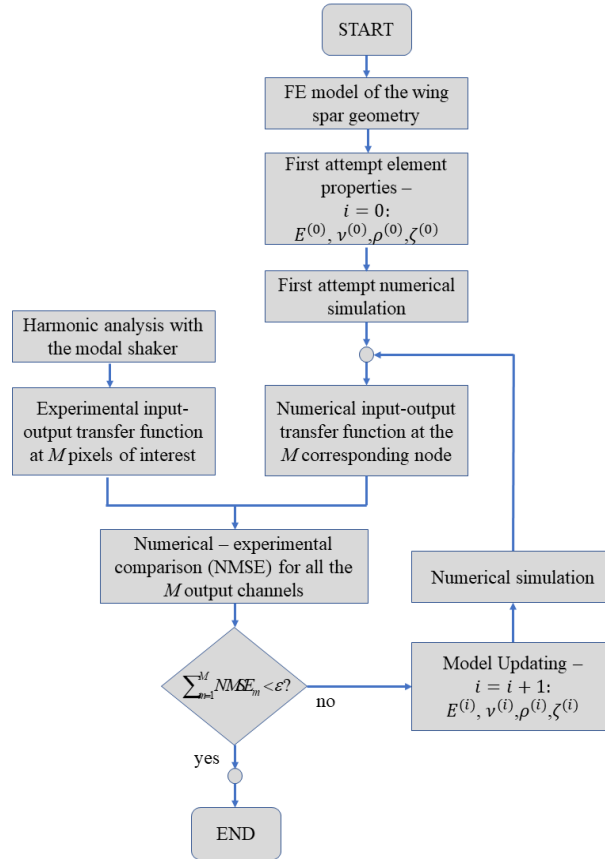 START
FE model of the wing
spar geometry
First attempt element
properties –
i = 0:
E⁽⁰⁾, ν⁽⁰⁾,ρ⁽⁰⁾,ζ⁽⁰⁾
First attempt numerical
simulation
Harmonic analysis with
the modal shaker
Experimental input-
output transfer function
at M pixels of interest
Numerical input-output
transfer function at the
M corresponding node
Numerical – experimental
comparison (NMSE) for all the
M output channels
Numerical simulation
∑ᴹₘ₌₁ NMSEₘ <ε?
no
Model Updating –
i = i + 1:
E⁽ⁱ⁾, ν⁽ⁱ⁾,ρ⁽ⁱ⁾,ζ⁽ⁱ⁾
yes
END